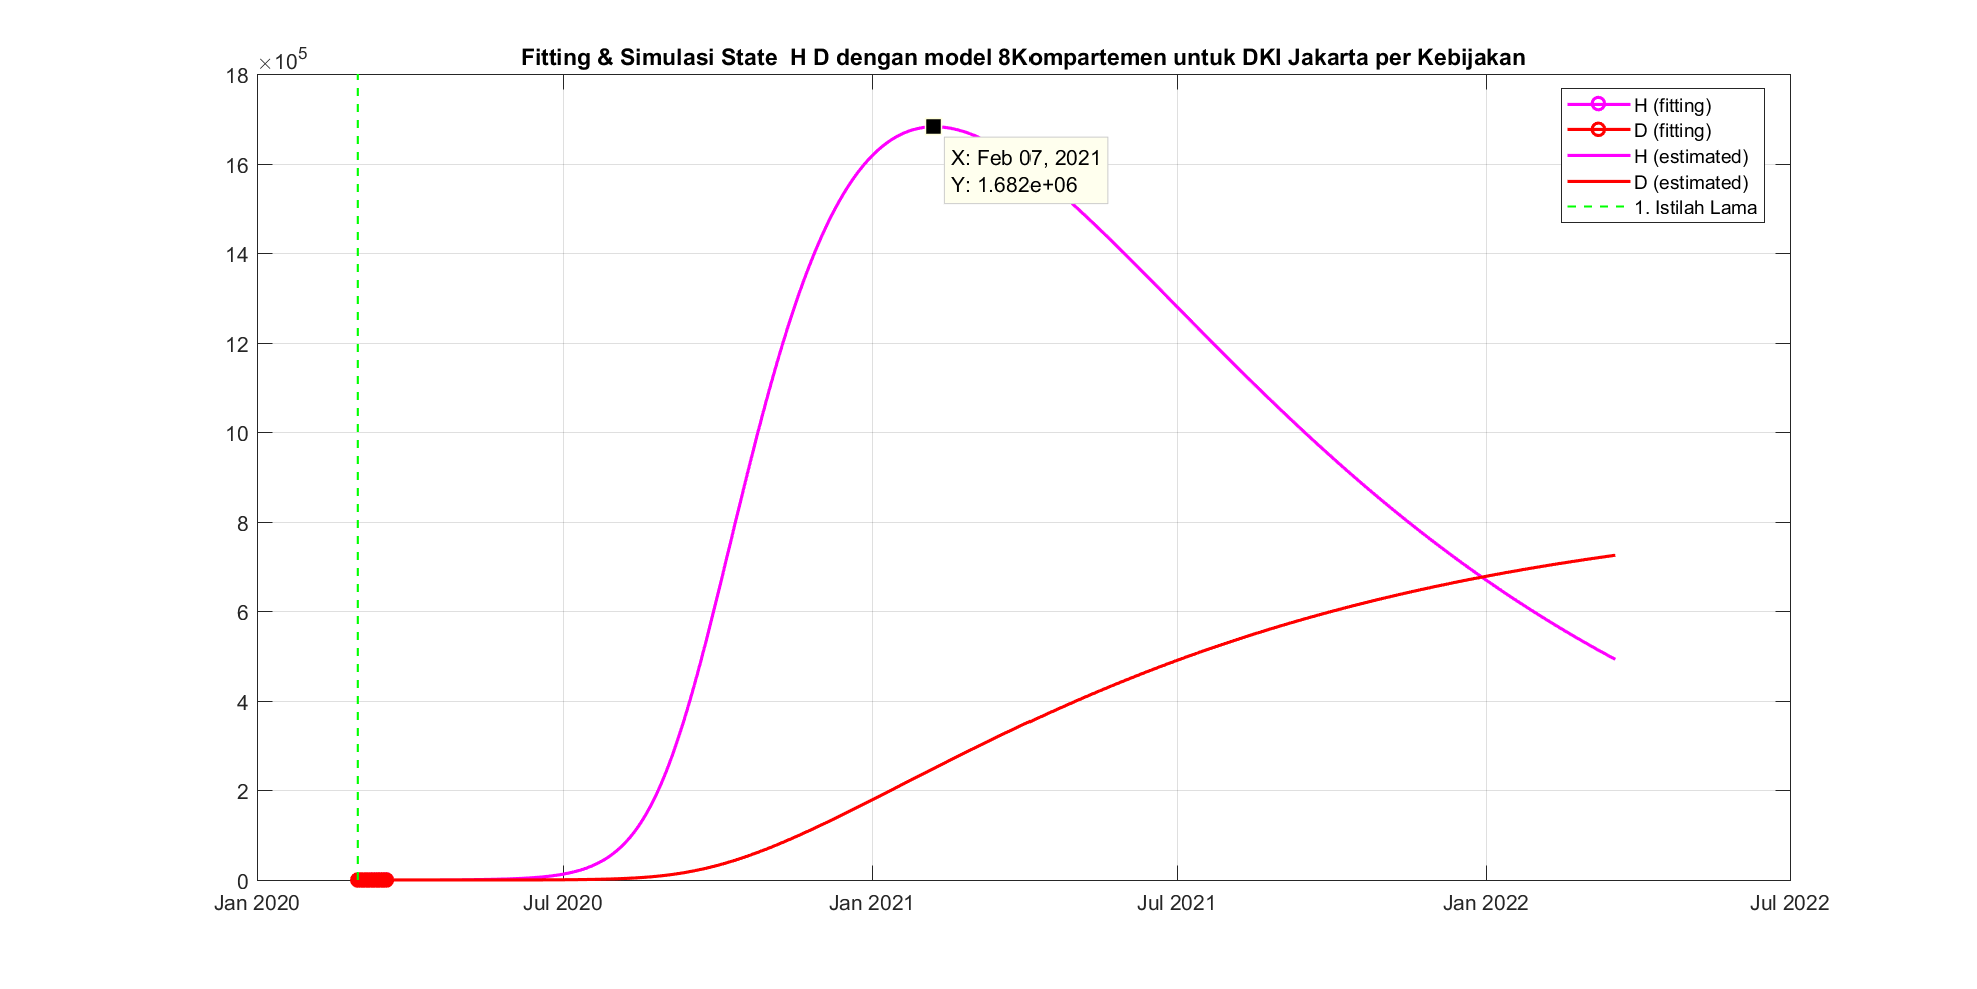 Fitting & Simulasi State  H D dengan model 8Kompartemen untuk DKI Jakarta per Kebijakan
×10^5
18
16
14
12
10
8
6
4
2
0
X: Feb 07, 2021
Y: 1.682e+06
H (fitting)
D (fitting)
H (estimated)
D (estimated)
1. Istilah Lama
Jan 2020 Jul 2020 Jan 2021 Jul 2021 Jan 2022 Jul 2022